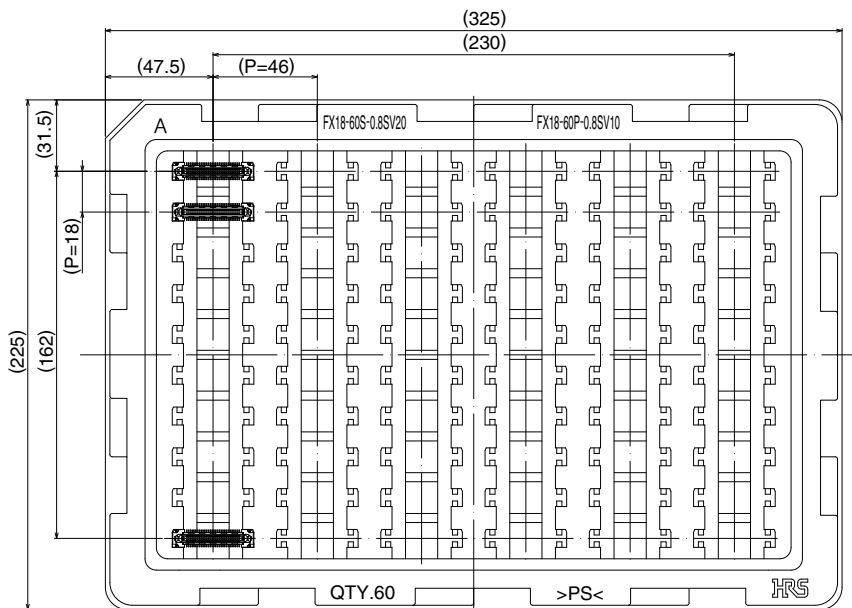 (325)
(230)
(47.5)
(P=46)
(31.5)
A
FX18-60S-0.8SV20
FX18-60P-0.8SV10
(P=18)
(162)
(225)
QTY.60
>PS<
HRS